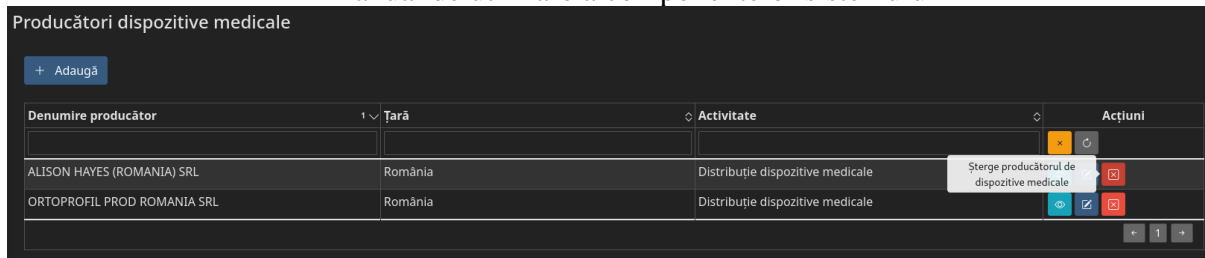 Producători dispozitive medicale
+ Adaugă
Denumire producător 1 Țară Activitate Acțiuni
ALISON HAYES (ROMANIA) SRL România Distribuție dispozitive medicale
Șterge producătorul de
dispozitive medicale
ORTOPROFIL PROD ROMANIA SRL România Distribuție dispozitive medicale
← 1 →